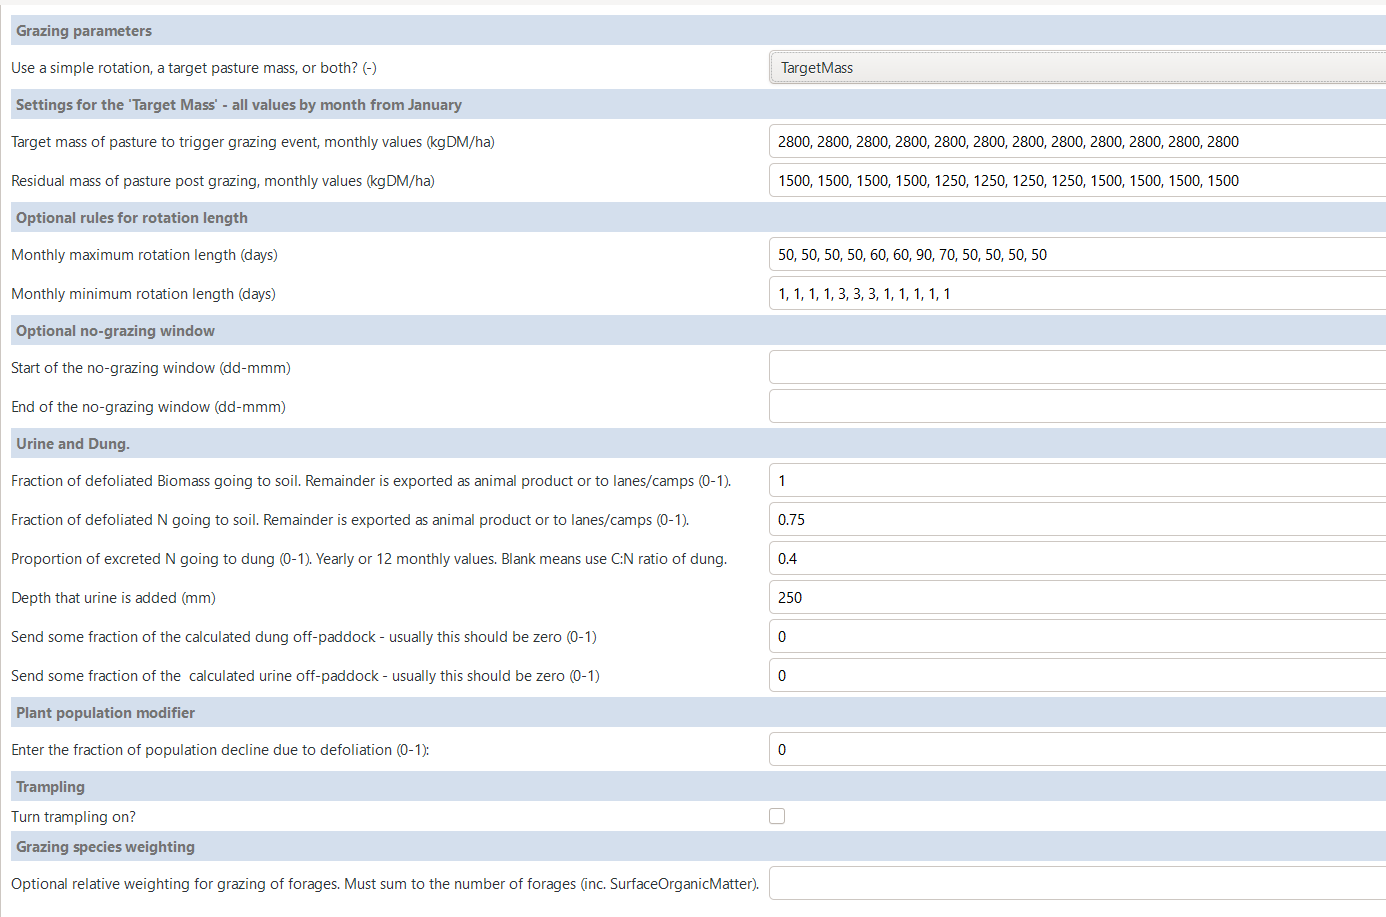 Grazing parameters
Use a simple rotation, a target pasture mass, or both? (-) TargetMass
Settings for the 'Target Mass' - all values by month from January
Target mass of pasture to trigger grazing event, monthly values (kgDM/ha) 2800, 2800, 2800, 2800, 2800, 2800, 2800, 2800, 2800, 2800, 2800, 2800
Residual mass of pasture post grazing, monthly values (kgDM/ha) 1500, 1500, 1500, 1500, 1250, 1250, 1250, 1250, 1500, 1500, 1500, 1500
Optional rules for rotation length
Monthly maximum rotation length (days) 50, 50, 50, 50, 60, 60, 90, 70, 50, 50, 50, 50
Monthly minimum rotation length (days) 1, 1, 1, 1, 3, 3, 3, 1, 1, 1, 1, 1
Optional no-grazing window
Start of the no-grazing window (dd-mmm)
End of the no-grazing window (dd-mmm)
Urine and Dung.
Fraction of defoliated Biomass going to soil. Remainder is exported as animal product or to lanes/camps (0-1). 1
Fraction of defoliated N going to soil. Remainder is exported as animal product or to lanes/camps (0-1). 0.75
Proportion of excreted N going to dung (0-1). Yearly or 12 monthly values. Blank means use C:N ratio of dung. 0.4
Depth that urine is added (mm) 250
Send some fraction of the calculated dung off-paddock - usually this should be zero (0-1) 0
Send some fraction of the  calculated urine off-paddock - usually this should be zero (0-1) 0
Plant population modifier
Enter the fraction of population decline due to defoliation (0-1): 0
Trampling
Turn trampling on?
Grazing species weighting
Optional relative weighting for grazing of forages. Must sum to the number of forages (inc. SurfaceOrganicMatter).